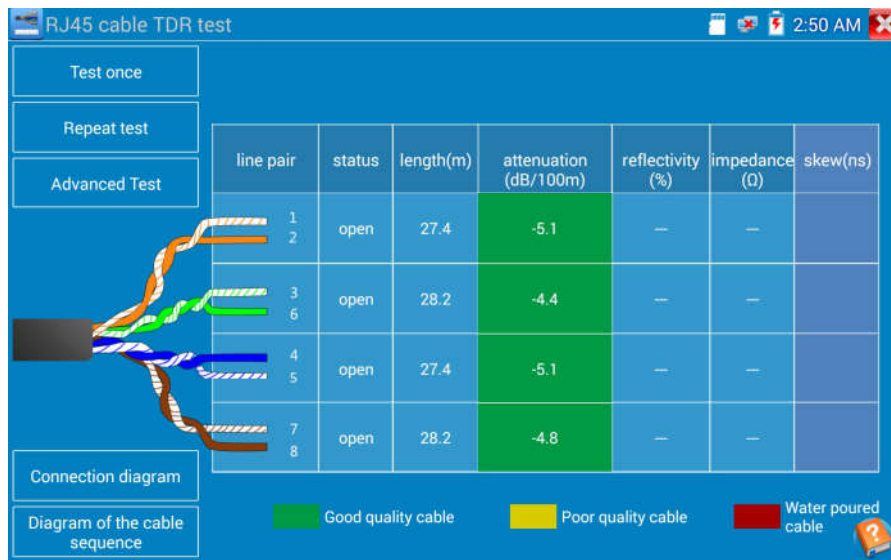 RJ45 cable TDR test
2:50 AM
Test once
Repeat test
Advanced Test
line pair status length(m) attenuation (dB/100m) reflectivity (%) impedance (Ω) skew(ns)
1
2
open 27.4 -5.1 --- ---
3
6
open 28.2 -4.4 --- ---
4
5
open 27.4 -5.1 --- ---
7
8
open 28.2 -4.8 --- ---
Connection diagram
Diagram of the cable
sequence
Good quality cable
Poor quality cable
Water poured
cable
?